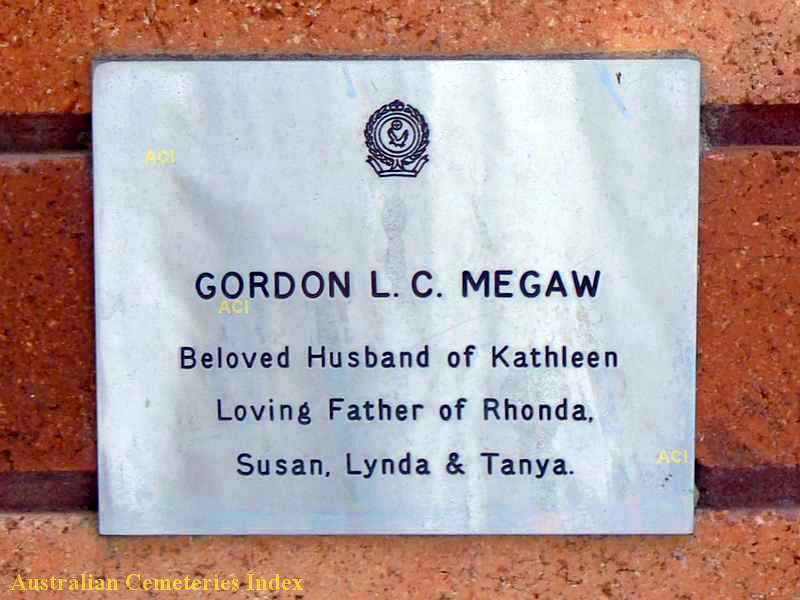 ACI
GORDON L. C. MEGAW
ACI
Beloved Husband of Kathleen
Loving Father of Rhonda,
Susan, Lynda & Tanya.
ACI
Australian Cemeteries Index